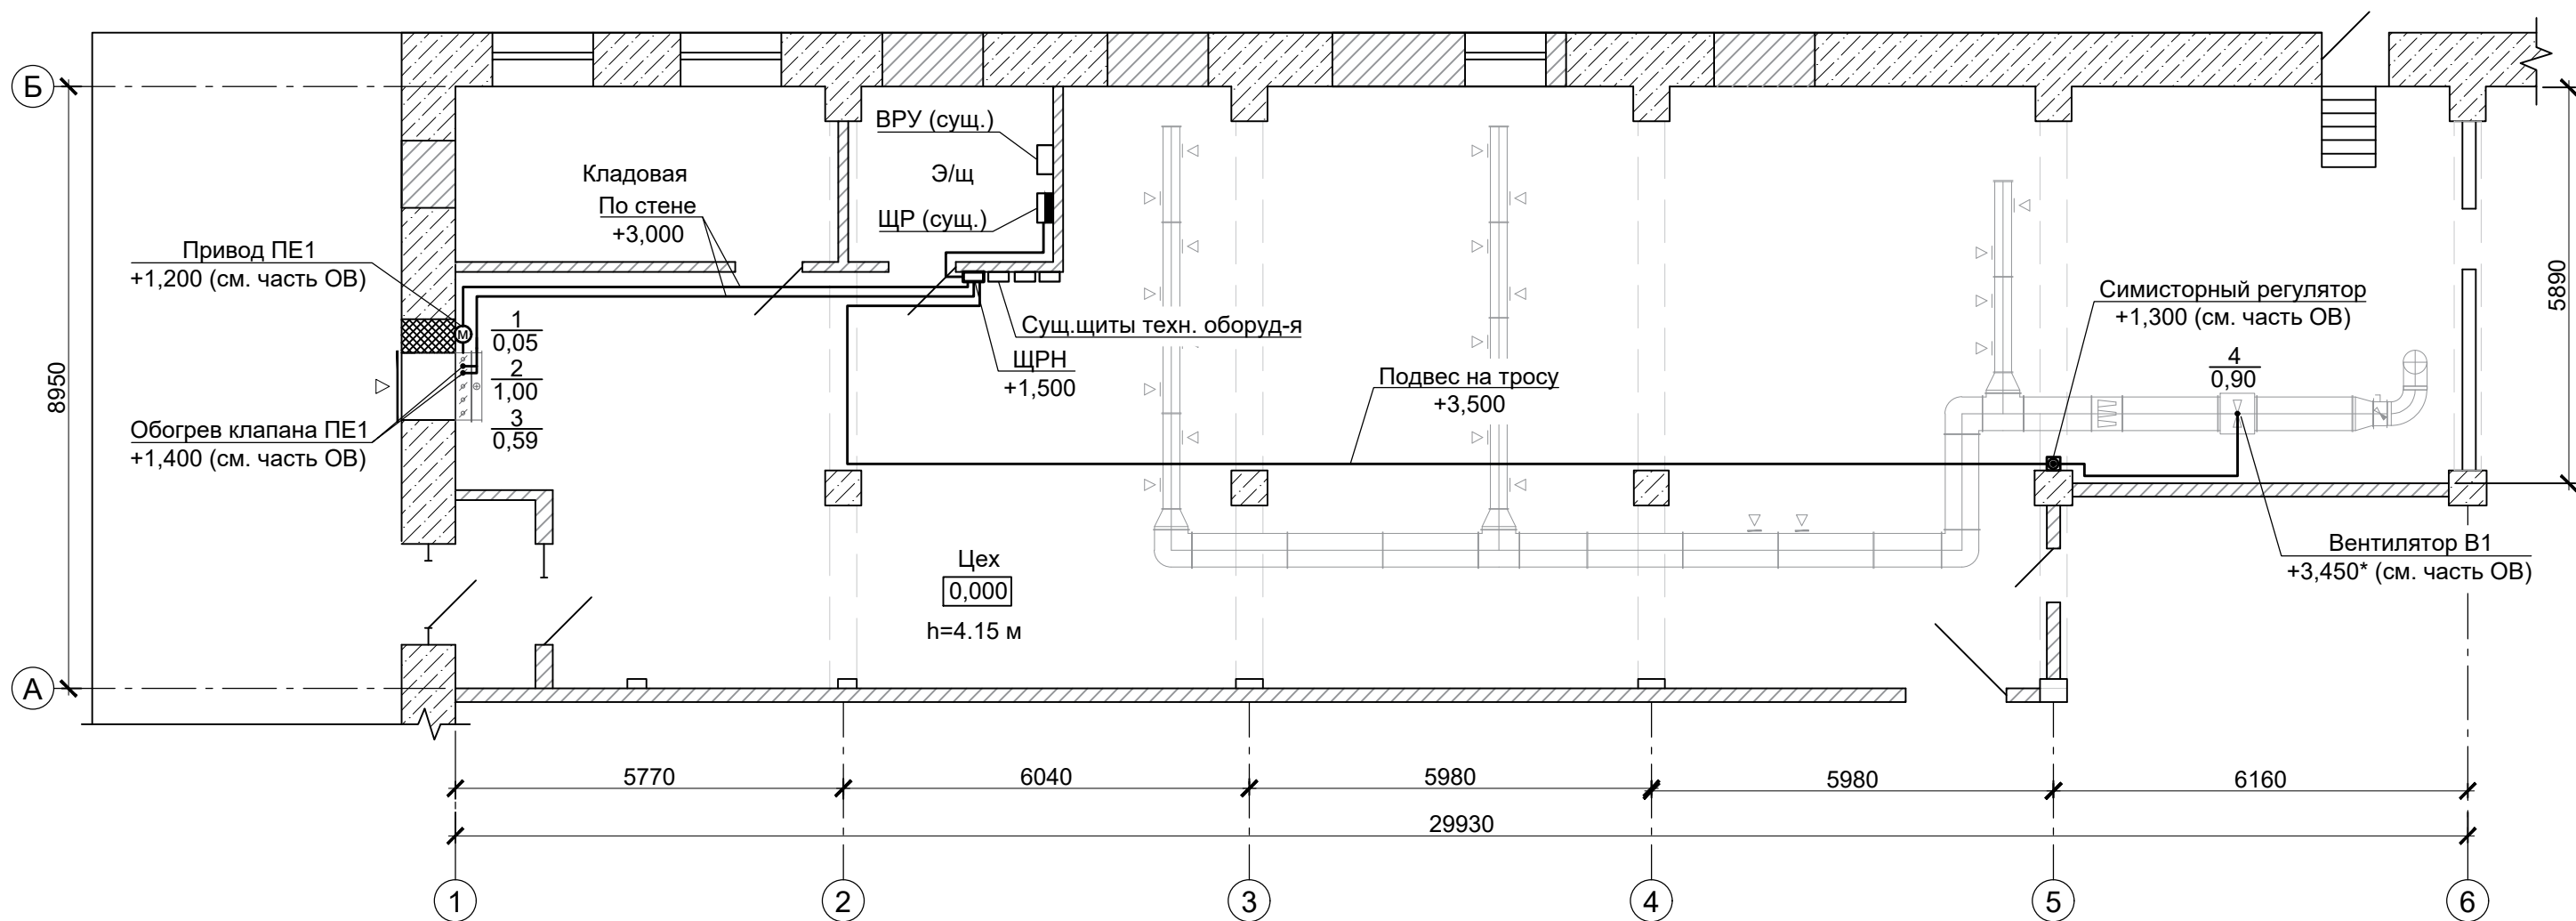 Б
ВРУ (сущ.)
Э/щ
Кладовая
По стене
+3,000
ЩР (сущ.)
Привод ПЕ1
+1,200 (см. часть ОВ)
М
1
0,05
2
1,00
3
0,59
Обогрев клапана ПЕ1
+1,400 (см. часть ОВ)
Сущ.щиты техн. оборуд-я
ЩРН
+1,500
Подвес на тросу
+3,500
Симисторный регулятор
+1,300 (см. часть ОВ)
4
0,90
5890
8950
Вентилятор В1
+3,450* (см. часть ОВ)
Цех
0,000
h=4.15 м
А
5770
6040
5980
5980
6160
29930
1
2
3
4
5
6